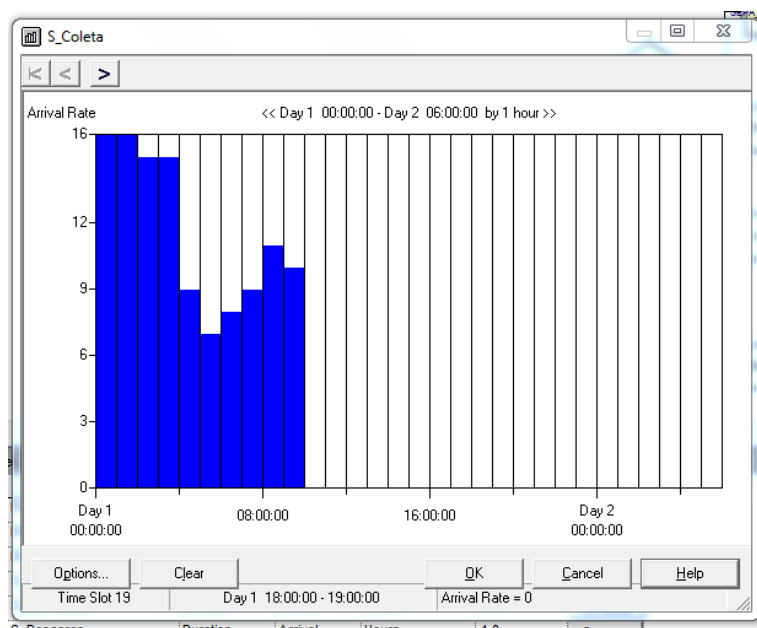 S_Coleta
Arrival Rate << Day 1 00:00:00 - Day 2 06:00:00 by 1 hour >>
16
12
9
6
3
0
Day 1 08:00:00 16:00:00 Day 2
00:00:00 00:00:00
Options... Clear OK Cancel Help
Time Slot 19 Day 1 18:00:00 - 19:00:00 Arrival Rate = 0